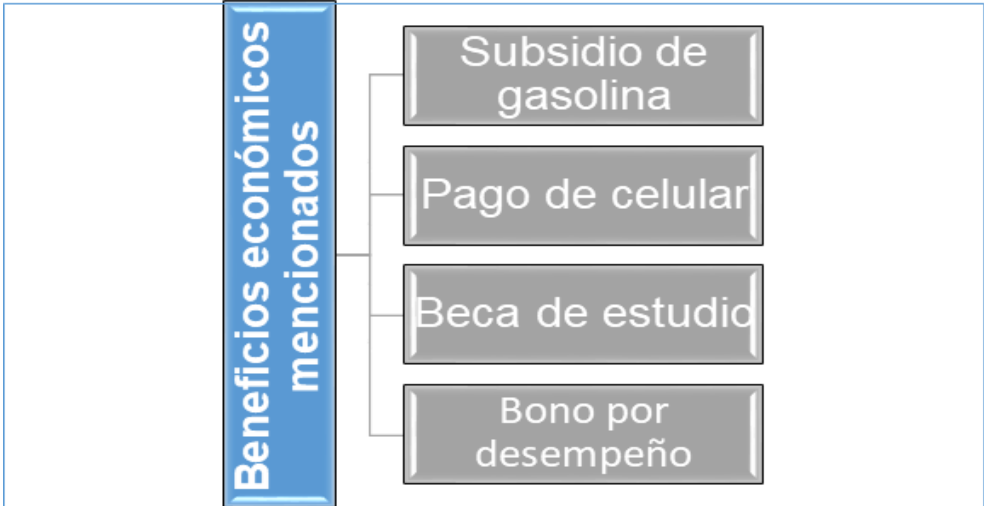 Beneficios económicos
mencionados
Subsidio de
gasolina
Pago de celular
Beca de estudio
Bono por
desempeño